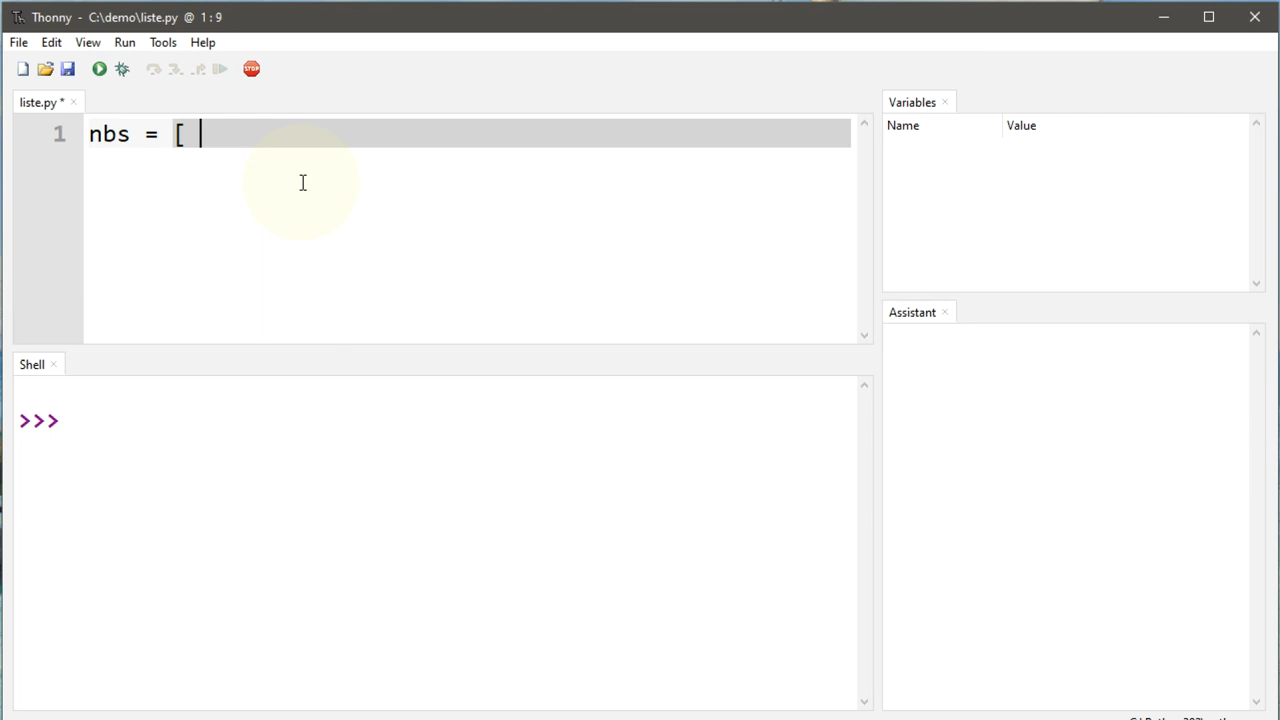 Thonny - C:\demo\liste.py @ 1 : 9
File Edit View Run Tools Help
STOP
liste.py *
1 nbs = [
Variables
Name Value
Shell
>>>
Assistant